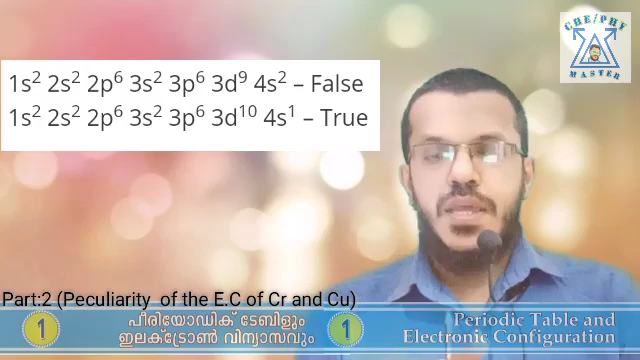 CHE/PHY
MASTER
1s² 2s² 2p⁶ 3s² 3p⁶ 3d⁹ 4s² – False
1s² 2s² 2p⁶ 3s² 3p⁶ 3d¹⁰ 4s¹ – True
Part:2 (Peculiarity of the E.C of Cr and Cu)
1
പീരിയോഡിക് ടേബിളും
ഇലക്ട്രോൺ വിന്യാസവും
1
Periodic Table and
Electronic Configuration